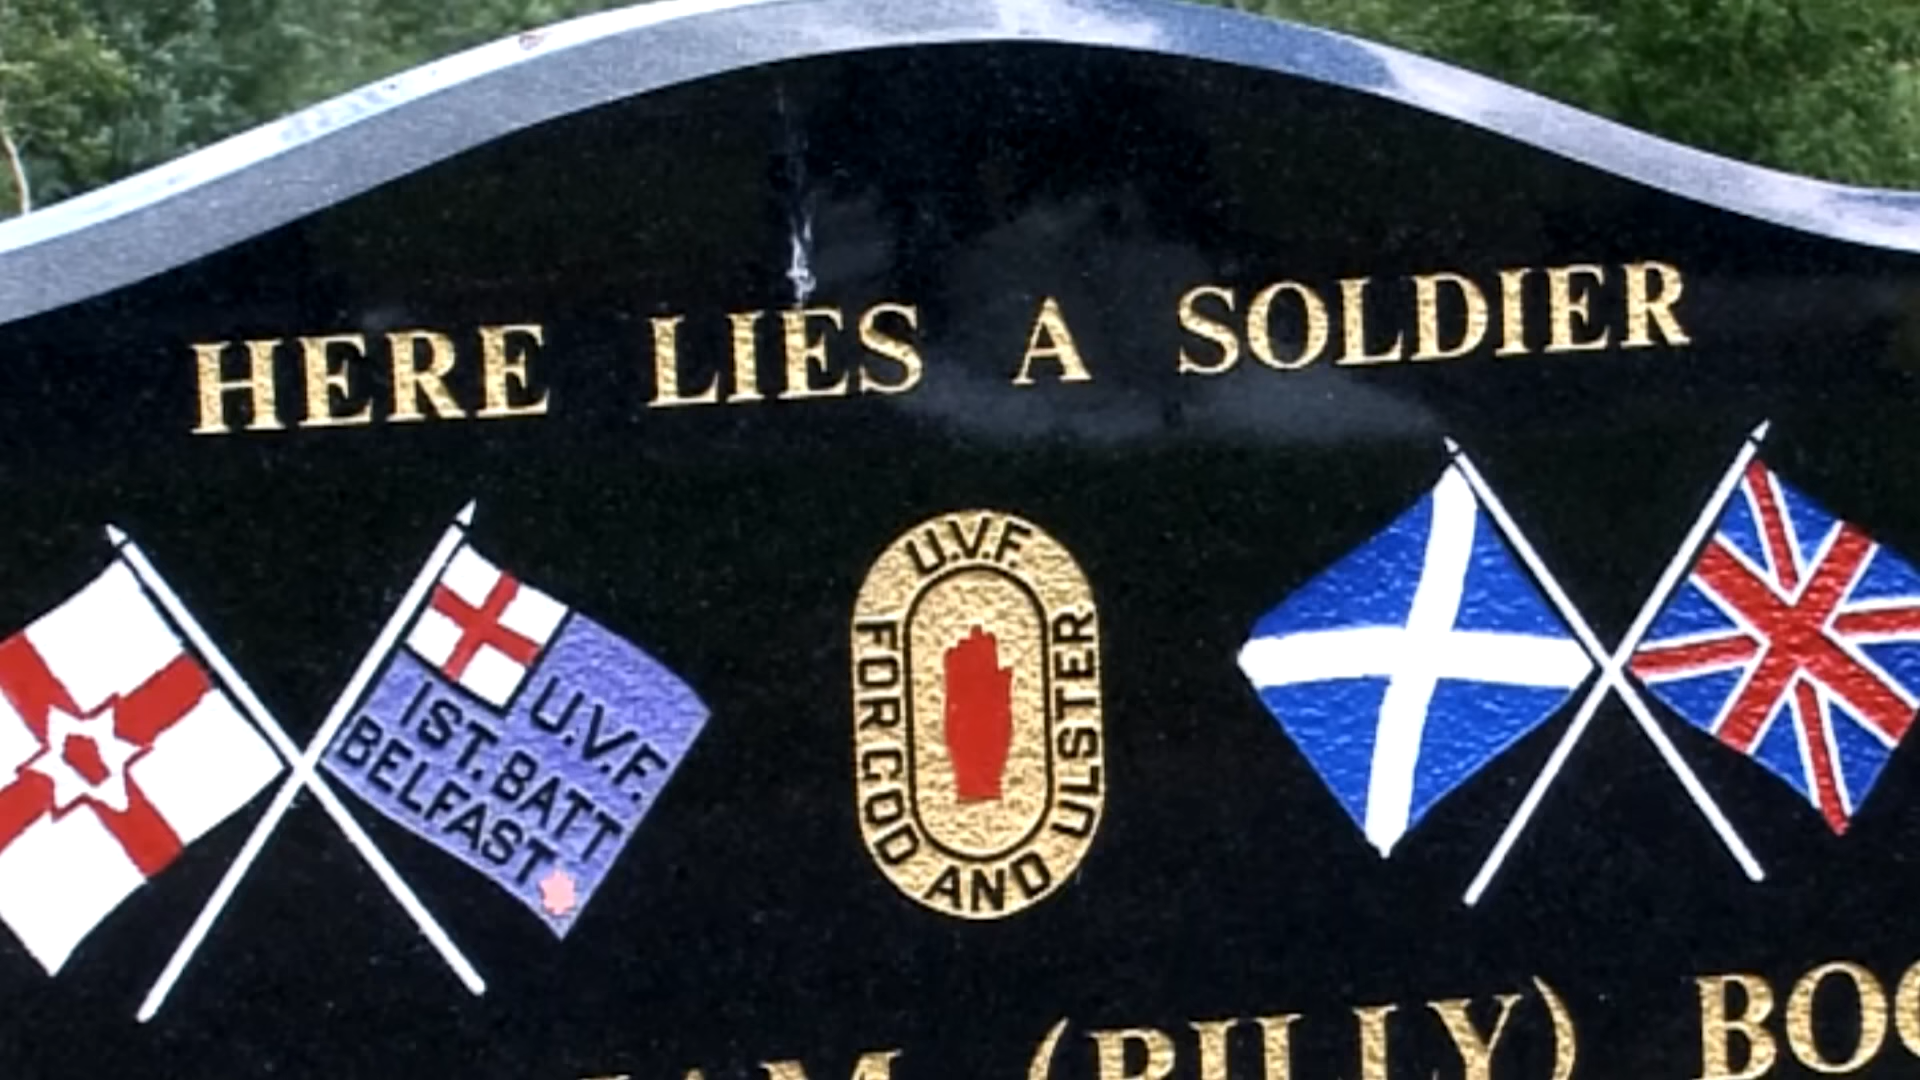 HERE LIES A SOLDIER
U.V.F.
1ST. BATT
BELFAST
U.V.F.
FOR GOD AND ULSTER
(BILLY)